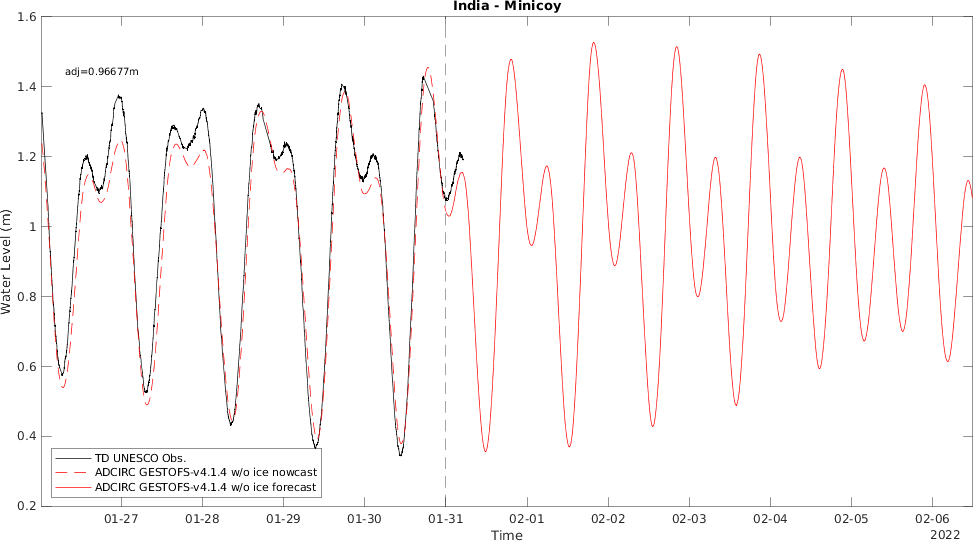 India - Minicoy
1.6
1.4
1.2
1
0.8
0.6
0.4
0.2
Water Level (m)
adj=0.96677m
TD UNESCO Obs.
ADCIRC GESTOFS-v4.1.4 w/o ice nowcast
ADCIRC GESTOFS-v4.1.4 w/o ice forecast
01-27 01-28 01-29 01-30 01-31 02-01 02-02 02-03 02-04 02-05 02-06
Time
2022